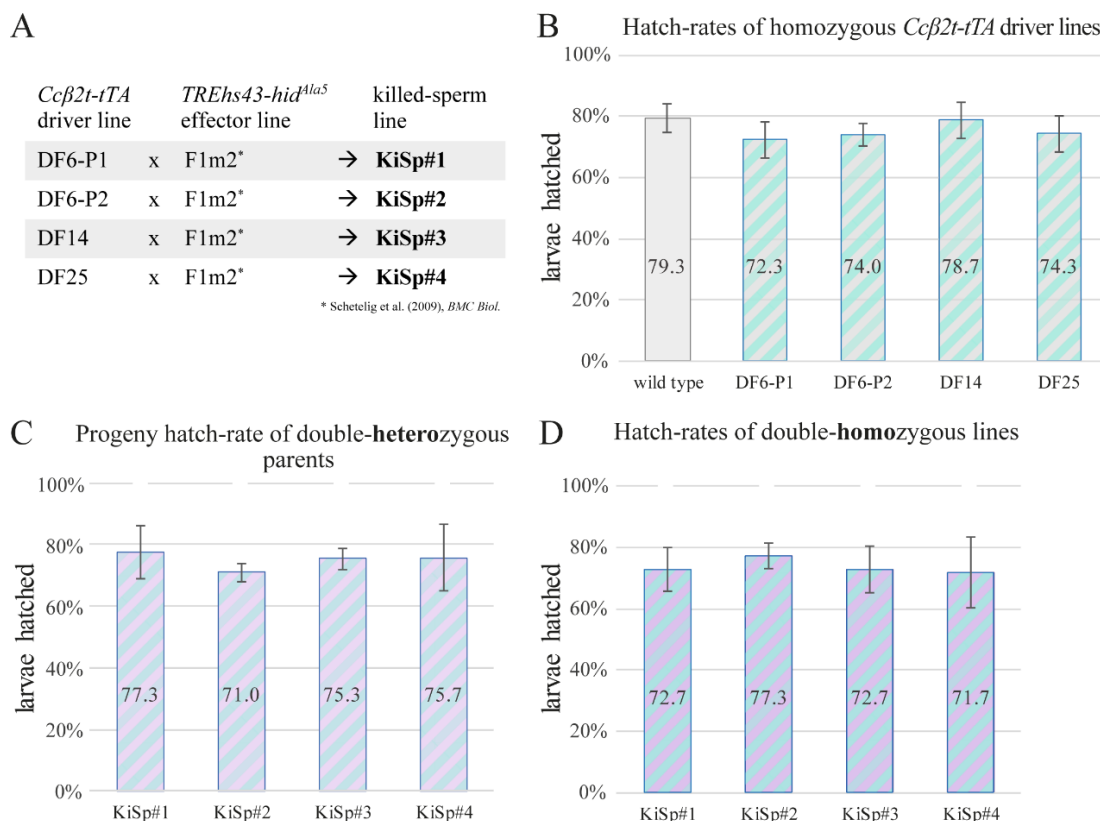 A
Ccβ2t-tTA TREhs43-hid^Ala5 killed-sperm
driver line effector line line
DF6-P1 x F1m2* → KiSp#1
DF6-P2 x F1m2* → KiSp#2
DF14 x F1m2* → KiSp#3
DF25 x F1m2* → KiSp#4
* Schetelig et al. (2009), BMC Biol.
B
Hatch-rates of homozygous Ccβ2t-tTA driver lines
larvae hatched
100%
80%
60%
40%
20%
0%
79.3 72.3 74.0 78.7 74.3
wild type DF6-P1 DF6-P2 DF14 DF25
C
Progeny hatch-rate of double-heterozygous
parents
larvae hatched
100%
80%
60%
40%
20%
0%
77.3 71.0 75.3 75.7
KiSp#1 KiSp#2 KiSp#3 KiSp#4
D
Hatch-rates of double-homozygous lines
larvae hatched
100%
80%
60%
40%
20%
0%
72.7 77.3 72.7 71.7
KiSp#1 KiSp#2 KiSp#3 KiSp#4